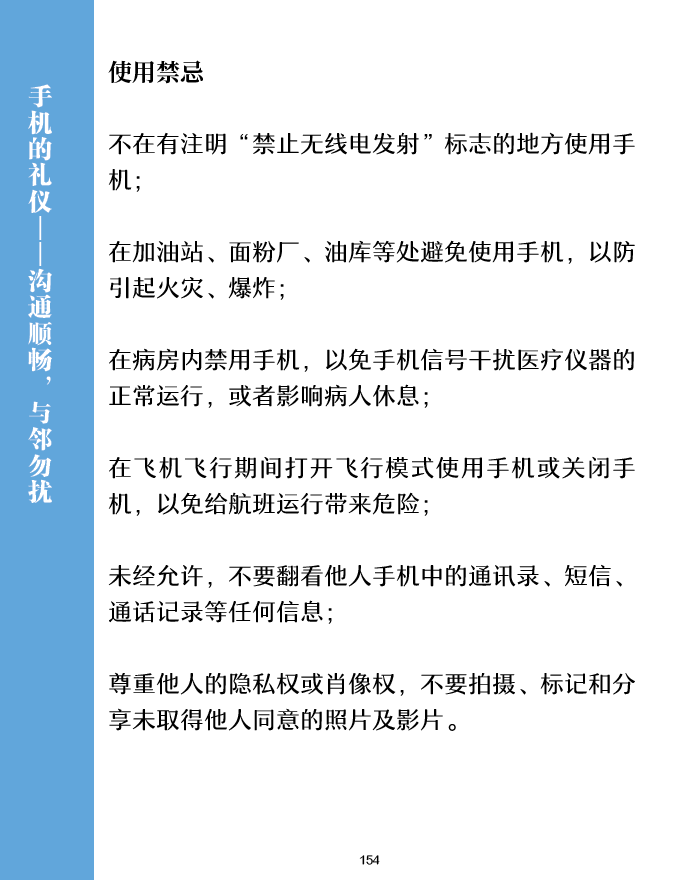 手机的礼仪——沟通顺畅，与邻勿扰
使用禁忌
不在有注明“禁止无线电发射”标志的地方使用手
机；
在加油站、面粉厂、油库等处避免使用手机，以防
引起火灾、爆炸；
在病房内禁用手机，以免手机信号干扰医疗仪器的
正常运行，或者影响病人休息；
在飞机飞行期间打开飞行模式使用手机或关闭手
机，以免给航班运行带来危险；
未经允许，不要翻看他人手机中的通讯录、短信、
通话记录等任何信息；
尊重他人的隐私权或肖像权，不要拍摄、标记和分
享未取得他人同意的照片及影片。
154